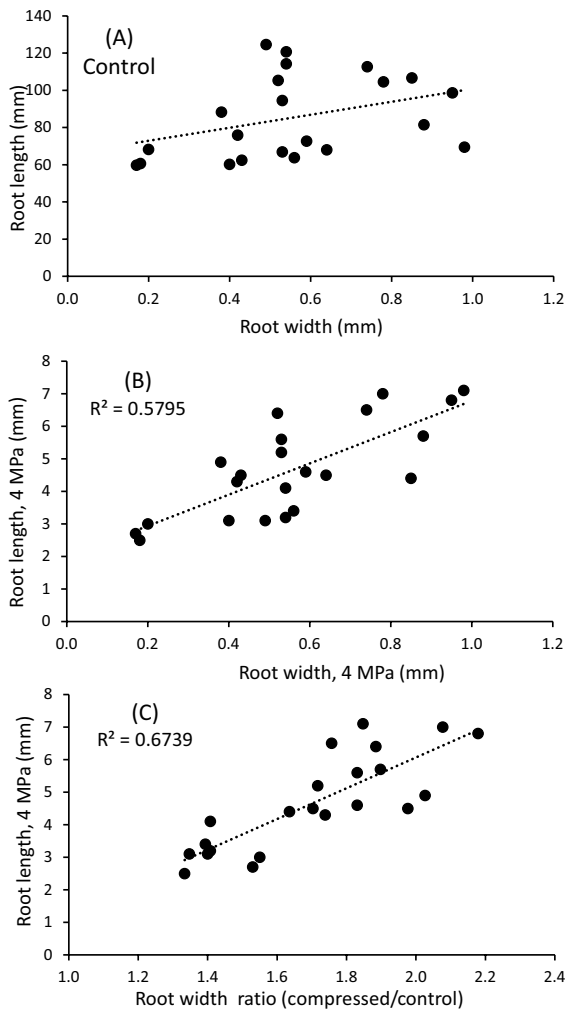 (A)
Control
140
120
100
80
60
40
20
0
Root length (mm)
0.0 0.2 0.4 0.6 0.8 1.0 1.2
Root width (mm)
(B)
R² = 0.5795
8
7
6
5
4
3
2
1
0
Root length, 4 MPa (mm)
0.0 0.2 0.4 0.6 0.8 1.0 1.2
Root width, 4 MPa (mm)
(C)
R² = 0.6739
8
7
6
5
4
3
2
1
0
Root length, 4 MPa (mm)
1.0 1.2 1.4 1.6 1.8 2.0 2.2 2.4
Root width ratio (compressed/control)